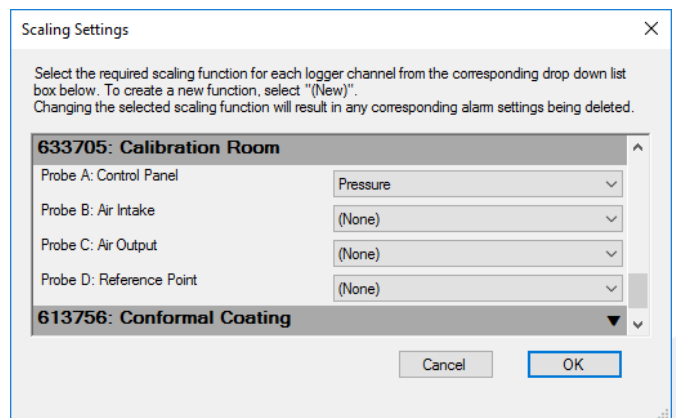 Scaling Settings
Select the required scaling function for each logger channel from the corresponding drop down list
box below. To create a new function, select "(New)".
Changing the selected scaling function will result in any corresponding alarm settings being deleted.
633705: Calibration Room
Probe A: Control Panel Pressure
Probe B: Air Intake (None)
Probe C: Air Output (None)
Probe D: Reference Point (None)
613756: Conformal Coating
Cancel OK